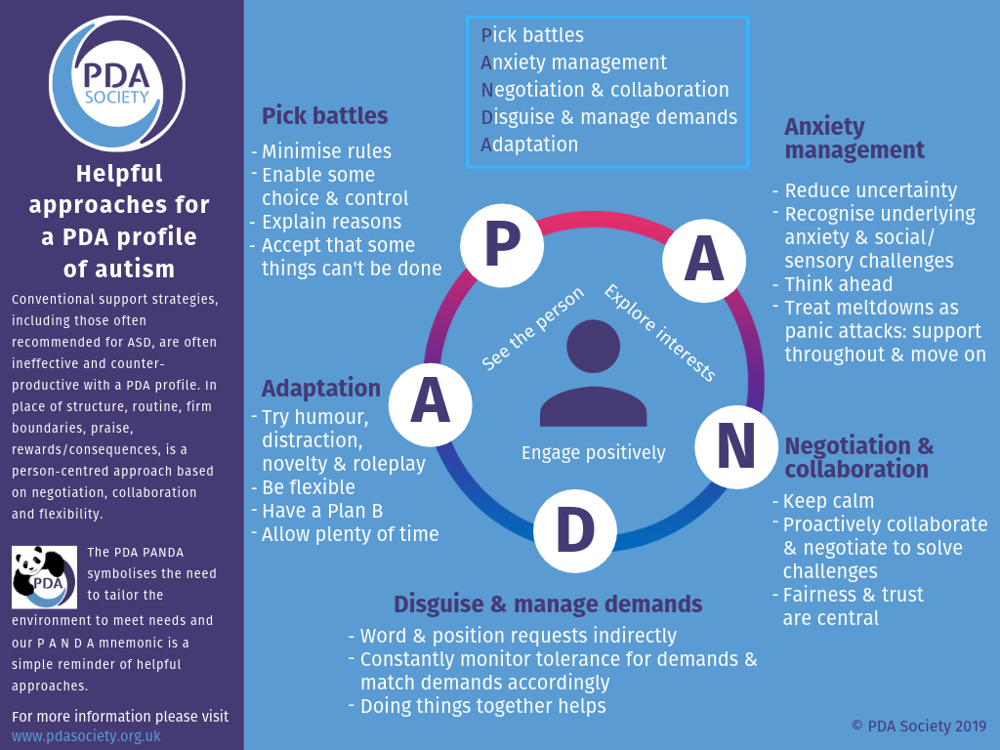 PDA
SOCIETY
Helpful
approaches for
a PDA profile
of autism
Conventional support strategies,
including those often
recommended for ASD, are often
ineffective and counter-
productive with a PDA profile. In
place of structure, routine, firm
boundaries, praise,
rewards/consequences, is a
person-centred approach based
on negotiation, collaboration
and flexibility.
PDA
The PDA PANDA
symbolises the need
to tailor the
environment to meet needs and
our P A N D A mnemonic is a
simple reminder of helpful
approaches.
For more information please visit
www.pdasociety.org.uk
Pick battles
Anxiety management
Negotiation & collaboration
Disguise & manage demands
Adaptation
Pick battles
- Minimise rules
- Enable some
choice & control
- Explain reasons
- Accept that some
things can't be done
Anxiety
management
- Reduce uncertainty
- Recognise underlying
anxiety & social/
sensory challenges
- Think ahead
- Treat meltdowns as
panic attacks: support
throughout & move on
P
A
N
D
A
See the person
Explore interests
Engage positively
Adaptation
- Try humour,
distraction,
novelty & roleplay
- Be flexible
- Have a Plan B
- Allow plenty of time
Negotiation &
collaboration
- Keep calm
- Proactively collaborate
& negotiate to solve
challenges
- Fairness & trust
are central
Disguise & manage demands
- Word & position requests indirectly
- Constantly monitor tolerance for demands &
match demands accordingly
- Doing things together helps
© PDA Society 2019